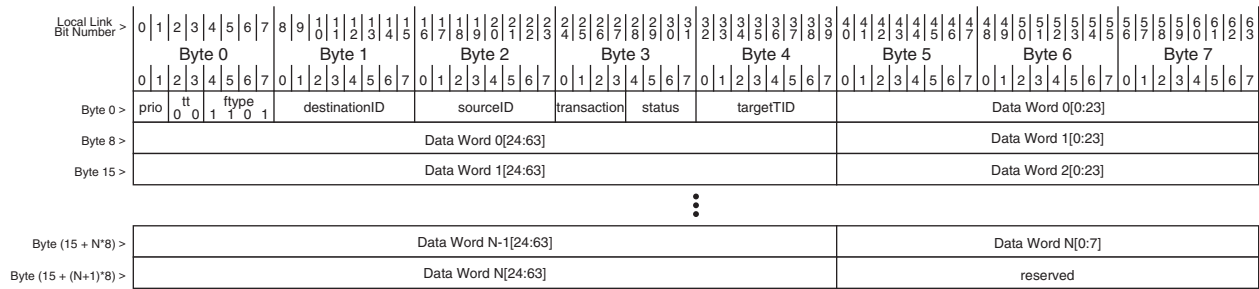 Local Link
Bit Number > 0 1 2 3 4 5 6 7 8 9 10 11 12 13 14 15 16 17 18 19 20 21 22 23 24 25 26 27 28 29 30 31 32 33 34 35 36 37 38 39 40 41 42 43 44 45 46 47 48 49 50 51 52 53 54 55 56 57 58 59 60 61 62 63
Byte 0 Byte 1 Byte 2 Byte 3 Byte 4 Byte 5 Byte 6 Byte 7
0 1 2 3 4 5 6 7 0 1 2 3 4 5 6 7 0 1 2 3 4 5 6 7 0 1 2 3 4 5 6 7 0 1 2 3 4 5 6 7 0 1 2 3 4 5 6 7 0 1 2 3 4 5 6 7 0 1 2 3 4 5 6 7
Byte 0 > prio tt ftype destinationID sourceID transaction status targetTID Data Word 0[0:23]
0 0 1 1 0 1
Byte 8 > Data Word 0[24:63] Data Word 1[0:23]
Byte 15 > Data Word 1[24:63] Data Word 2[0:23]
Byte (15 + N*8) > Data Word N-1[24:63] Data Word N[0:7]
Byte (15 + (N+1)*8) > Data Word N[24:63] reserved